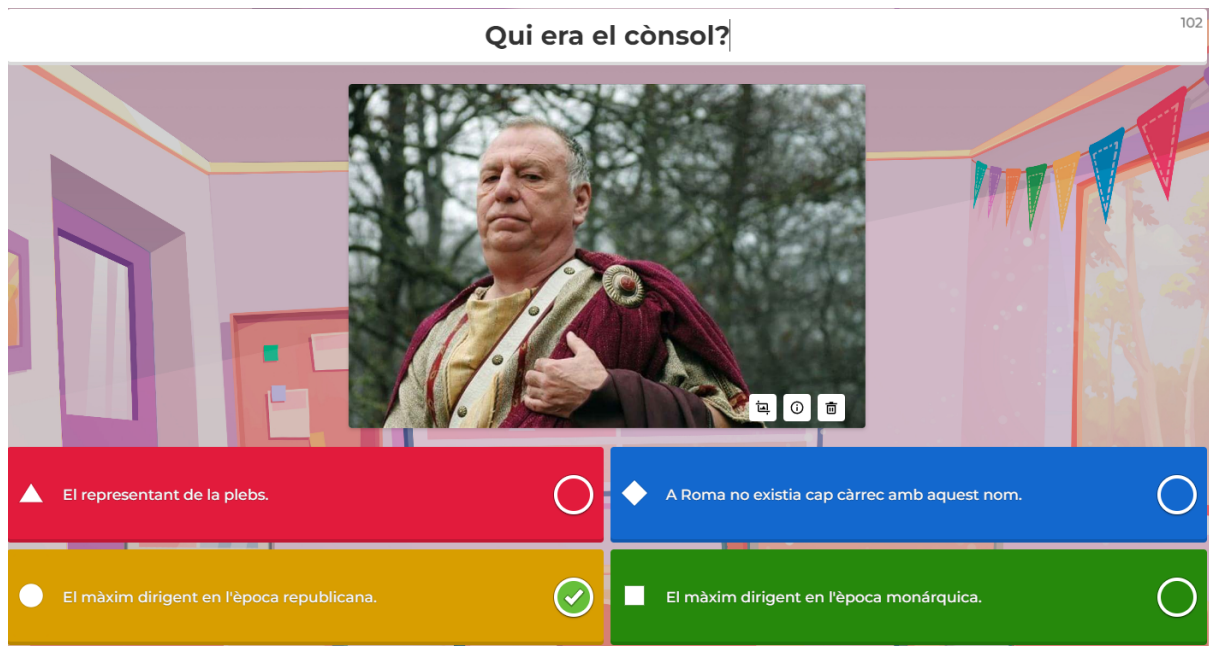 Qui era el cònsol?
102
El representant de la plebs.
A Roma no existia cap càrrec amb aquest nom.
El màxim dirigent en l'època republicana.
El màxim dirigent en l'època monárquica.